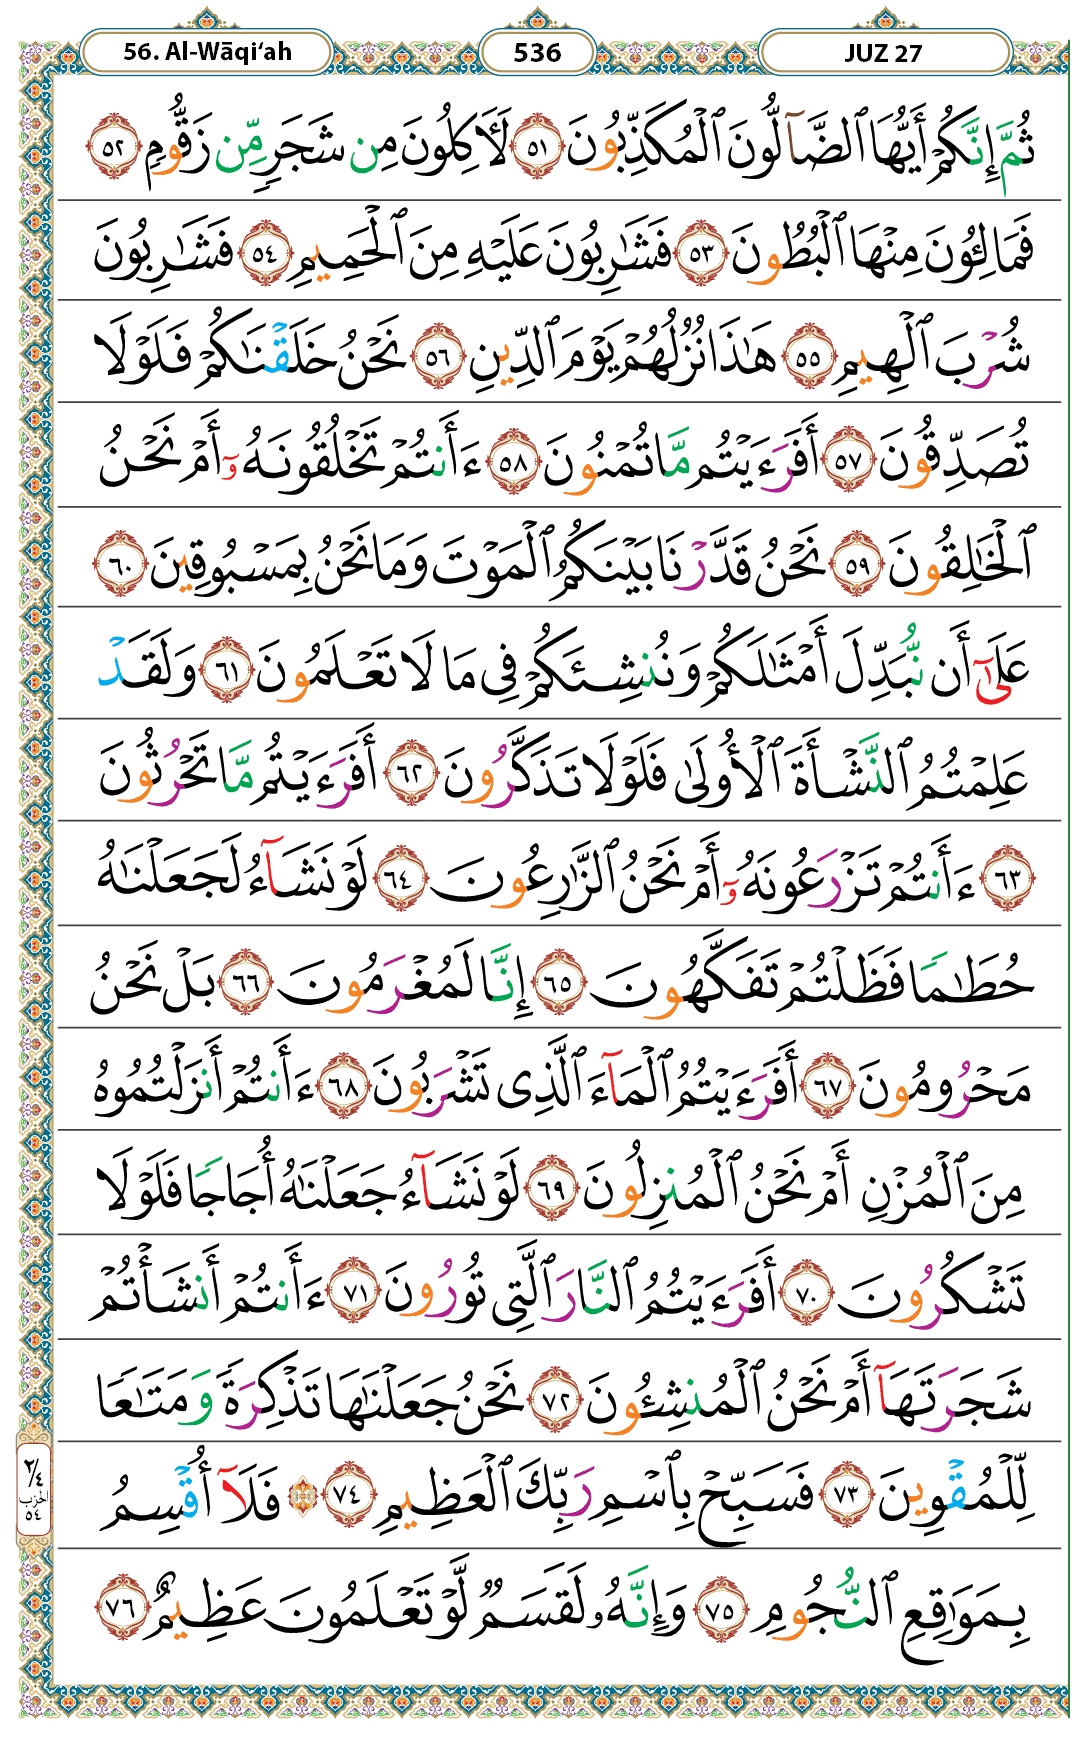 56. Al-Wāqi‘ah 536 JUZ 27
ثُمَّ إِنَّكُمْ أَيُّهَا ٱلضَّآلُّونَ ٱلْمُكَذِّبُونَ ٥١ لَـَٔاكِلُونَ مِن شَجَرٍ مِّن زَقُّومٍ ٥٢
فَمَالِـُٔونَ مِنْهَا ٱلْبُطُونَ ٥٣ فَشَـٰرِبُونَ عَلَيْهِ مِنَ ٱلْحَمِيمِ ٥٤ فَشَـٰرِبُونَ
شُرْبَ ٱلْهِيمِ ٥٥ هَـٰذَا نُزُلُهُمْ يَوْمَ ٱلدِّينِ ٥٦ نَحْنُ خَلَقْنَـٰكُمْ فَلَوْلَا
تُصَدِّقُونَ ٥٧ أَفَرَءَيْتُم مَّا تُمْنُونَ ٥٨ ءَأَنتُمْ تَخْلُقُونَهُۥٓ أَمْ نَحْنُ
ٱلْخَـٰلِقُونَ ٥٩ نَحْنُ قَدَّرْنَا بَيْنَكُمُ ٱلْمَوْتَ وَمَا نَحْنُ بِمَسْبُوقِينَ ٦٠
عَلَىٰٓ أَن نُّبَدِّلَ أَمْثَـٰلَكُمْ وَنُنشِئَكُمْ فِى مَا لَا تَعْلَمُونَ ٦١ وَلَقَدْ
عَلِمْتُمُ ٱلنَّشْأَةَ ٱلْأُولَىٰ فَلَوْلَا تَذَكَّرُونَ ٦٢ أَفَرَءَيْتُم مَّا تَحْرُثُونَ
٦٣ ءَأَنتُمْ تَزْرَعُونَهُۥٓ أَمْ نَحْنُ ٱلزَّٰرِعُونَ ٦٤ لَوْ نَشَآءُ لَجَعَلْنَـٰهُ
حُطَـٰمًا فَظَلْتُمْ تَفَكَّهُونَ ٦٥ إِنَّا لَمُغْرَمُونَ ٦٦ بَلْ نَحْنُ
مَحْرُومُونَ ٦٧ أَفَرَءَيْتُمُ ٱلْمَآءَ ٱلَّذِى تَشْرَبُونَ ٦٨ ءَأَنتُمْ أَنزَلْتُمُوهُ
مِنَ ٱلْمُزْنِ أَمْ نَحْنُ ٱلْمُنزِلُونَ ٦٩ لَوْ نَشَآءُ جَعَلْنَـٰهُ أُجَاجًا فَلَوْلَا
تَشْكُرُونَ ٧٠ أَفَرَءَيْتُمُ ٱلنَّارَ ٱلَّتِى تُورُونَ ٧١ ءَأَنتُمْ أَنشَأْتُمْ
شَجَرَتَهَآ أَمْ نَحْنُ ٱلْمُنشِـُٔونَ ٧٢ نَحْنُ جَعَلْنَـٰهَا تَذْكِرَةً وَمَتَـٰعًا
لِّلْمُقْوِينَ ٧٣ فَسَبِّحْ بِٱسْمِ رَبِّكَ ٱلْعَظِيمِ ٧٤ ۞ فَلَآ أُقْسِمُ
بِمَوَٰقِعِ ٱلنُّجُومِ ٧٥ وَإِنَّهُۥ لَقَسَمٌ لَّوْ تَعْلَمُونَ عَظِيمٌ ٧٦
٢/٤
الحزب
٥٤